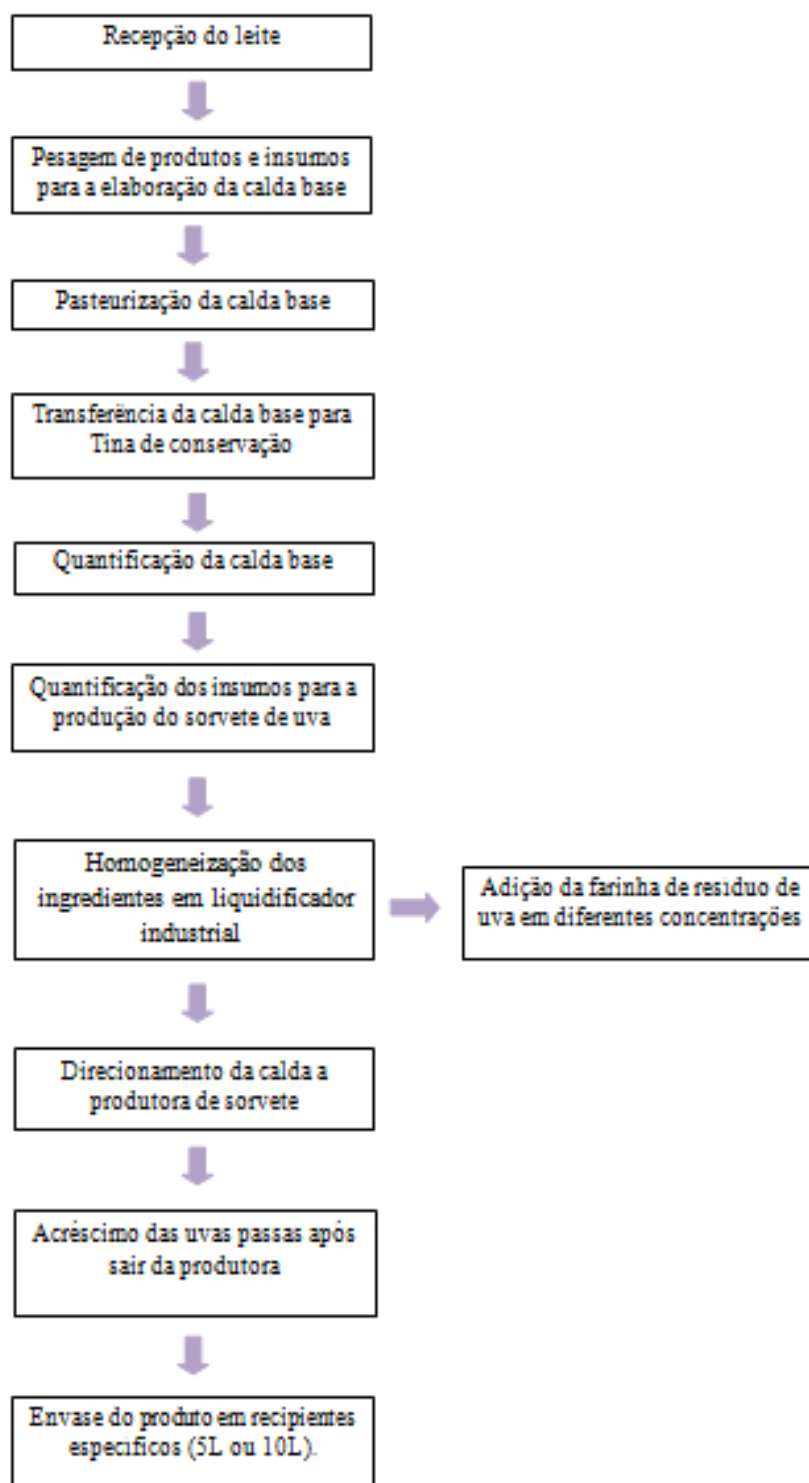 Recepção do leite
Pesagem de produtos e insumos
para a elaboração da calda base
Pasteurização da calda base
Transferência da calda base para
Tina de conservação
Quantificação da calda base
Quantificação dos insumos para a
produção do sorvete de uva
Homogeneização dos
ingredientes em liquidificador
industrial
Adição da farinha de resíduo de
uva em diferentes concentrações
Direcionamento da calda a
produtora de sorvete
Acréscimo das uvas passas após
sair da produtora
Envase do produto em recipientes
específicos (5L ou 10L).